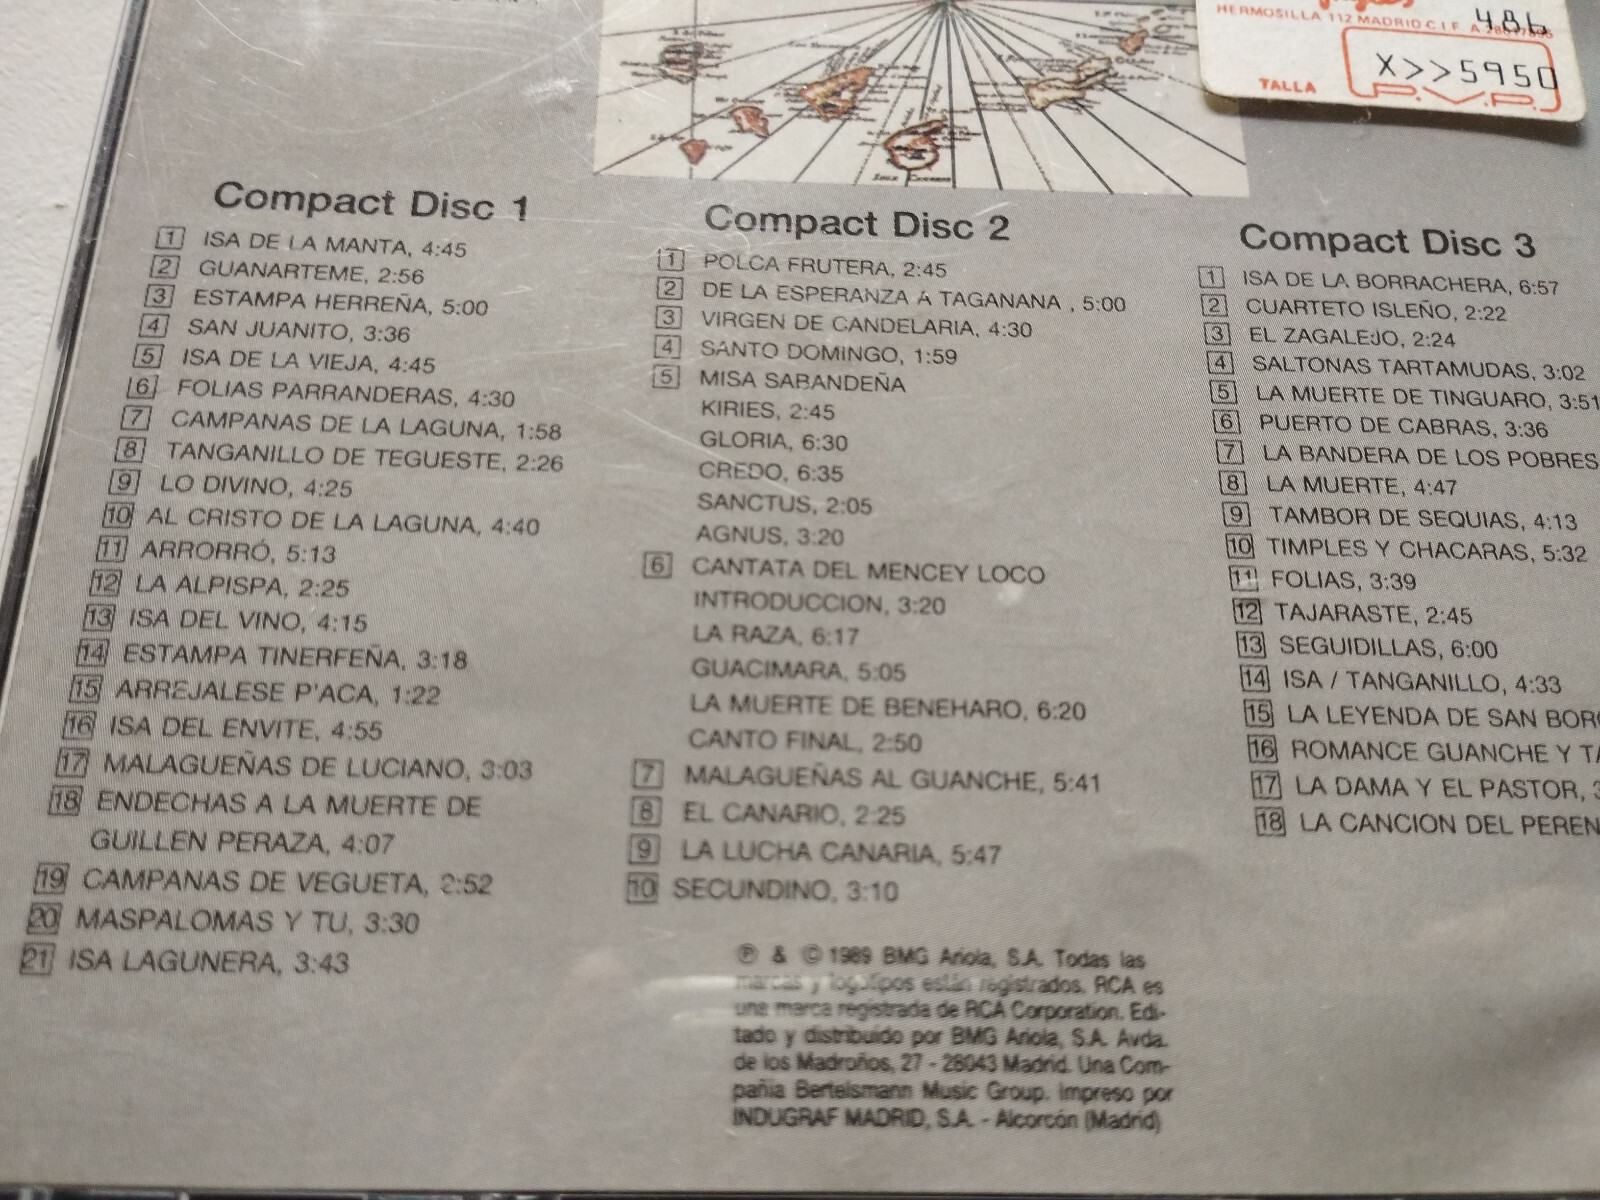 HERMOSILLA 112 MADRID C.I.F. A
486
X>>5950
TALLA
P.V.P.
Compact Disc 1
1 ISA DE LA MANTA, 4:45
2 GUANARTEME, 2:56
3 ESTAMPA HERREÑA, 5:00
4 SAN JUANITO, 3:36
5 ISA DE LA VIEJA, 4:45
6 FOLIAS PARRANDERAS, 4:30
7 CAMPANAS DE LA LAGUNA, 1:58
8 TANGANILLO DE TEGUESTE, 2:26
9 LO DIVINO, 4:25
10 AL CRISTO DE LA LAGUNA, 4:40
11 ARRORRÓ, 5:13
12 LA ALPISPA, 2:25
13 ISA DEL VINO, 4:15
14 ESTAMPA TINERFEÑA, 3:18
15 ARREJALESE P'ACA, 1:22
16 ISA DEL ENVITE, 4:55
17 MALAGUEÑAS DE LUCIANO, 3:03
18 ENDECHAS A LA MUERTE DE
GUILLEN PERAZA, 4:07
19 CAMPANAS DE VEGUETA, 2:52
20 MASPALOMAS Y TU, 3:30
21 ISA LAGUNERA, 3:43
Compact Disc 2
1 POLCA FRUTERA, 2:45
2 DE LA ESPERANZA A TAGANANA , 5:00
3 VIRGEN DE CANDELARIA, 4:30
4 SANTO DOMINGO, 1:59
5 MISA SABANDEÑA
KIRIES, 2:45
GLORIA, 6:30
CREDO, 6:35
SANCTUS, 2:05
AGNUS, 3:20
6 CANTATA DEL MENCEY LOCO
INTRODUCCION, 3:20
LA RAZA, 6:17
GUACIMARA, 5:05
LA MUERTE DE BENEHARO, 6:20
CANTO FINAL, 2:50
7 MALAGUEÑAS AL GUANCHE, 5:41
8 EL CANARIO, 2:25
9 LA LUCHA CANARIA, 5:47
10 SECUNDINO, 3:10
Compact Disc 3
1 ISA DE LA BORRACHERA, 6:57
2 CUARTETO ISLEÑO, 2:22
3 EL ZAGALEJO, 2:24
4 SALTONAS TARTAMUDAS, 3:02
5 LA MUERTE DE TINGUARO, 3:51
6 PUERTO DE CABRAS, 3:36
7 LA BANDERA DE LOS POBRES
8 LA MUERTE, 4:47
9 TAMBOR DE SEQUIAS, 4:13
10 TIMPLES Y CHACARAS, 5:32
11 FOLIAS, 3:39
12 TAJARASTE, 2:45
13 SEGUIDILLAS, 6:00
14 ISA / TANGANILLO, 4:33
15 LA LEYENDA DE SAN BOR
16 ROMANCE GUANCHE Y TA
17 LA DAMA Y EL PASTOR, 3
18 LA CANCION DEL PEREN
℗ & © 1989 BMG Ariola, S.A. Todas las
marcas y logotipos están registrados. RCA es
una marca registrada de RCA Corporation. Edi-
tado y distribuido por BMG Ariola, S.A. Avda.
de los Madroños, 27 - 28043 Madrid. Una Com-
pañia Bertelsmann Music Group. Impreso por
INDUGRAF MADRID, S.A. - Alcorcón (Madrid)